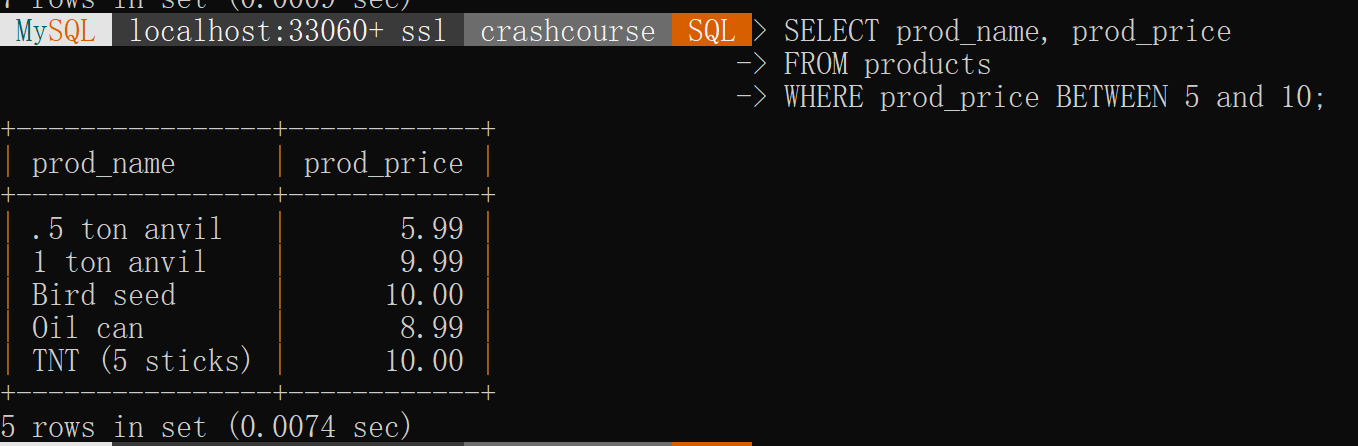 7 rows in set (0.0009 sec)
MySQL localhost:33060+ ssl crashcourse SQL > SELECT prod_name, prod_price
-> FROM products
-> WHERE prod_price BETWEEN 5 and 10;
+----------------+------------+
| prod_name | prod_price |
+----------------+------------+
| .5 ton anvil | 5.99 |
| 1 ton anvil | 9.99 |
| Bird seed | 10.00 |
| Oil can | 8.99 |
| TNT (5 sticks) | 10.00 |
+----------------+------------+
5 rows in set (0.0074 sec)